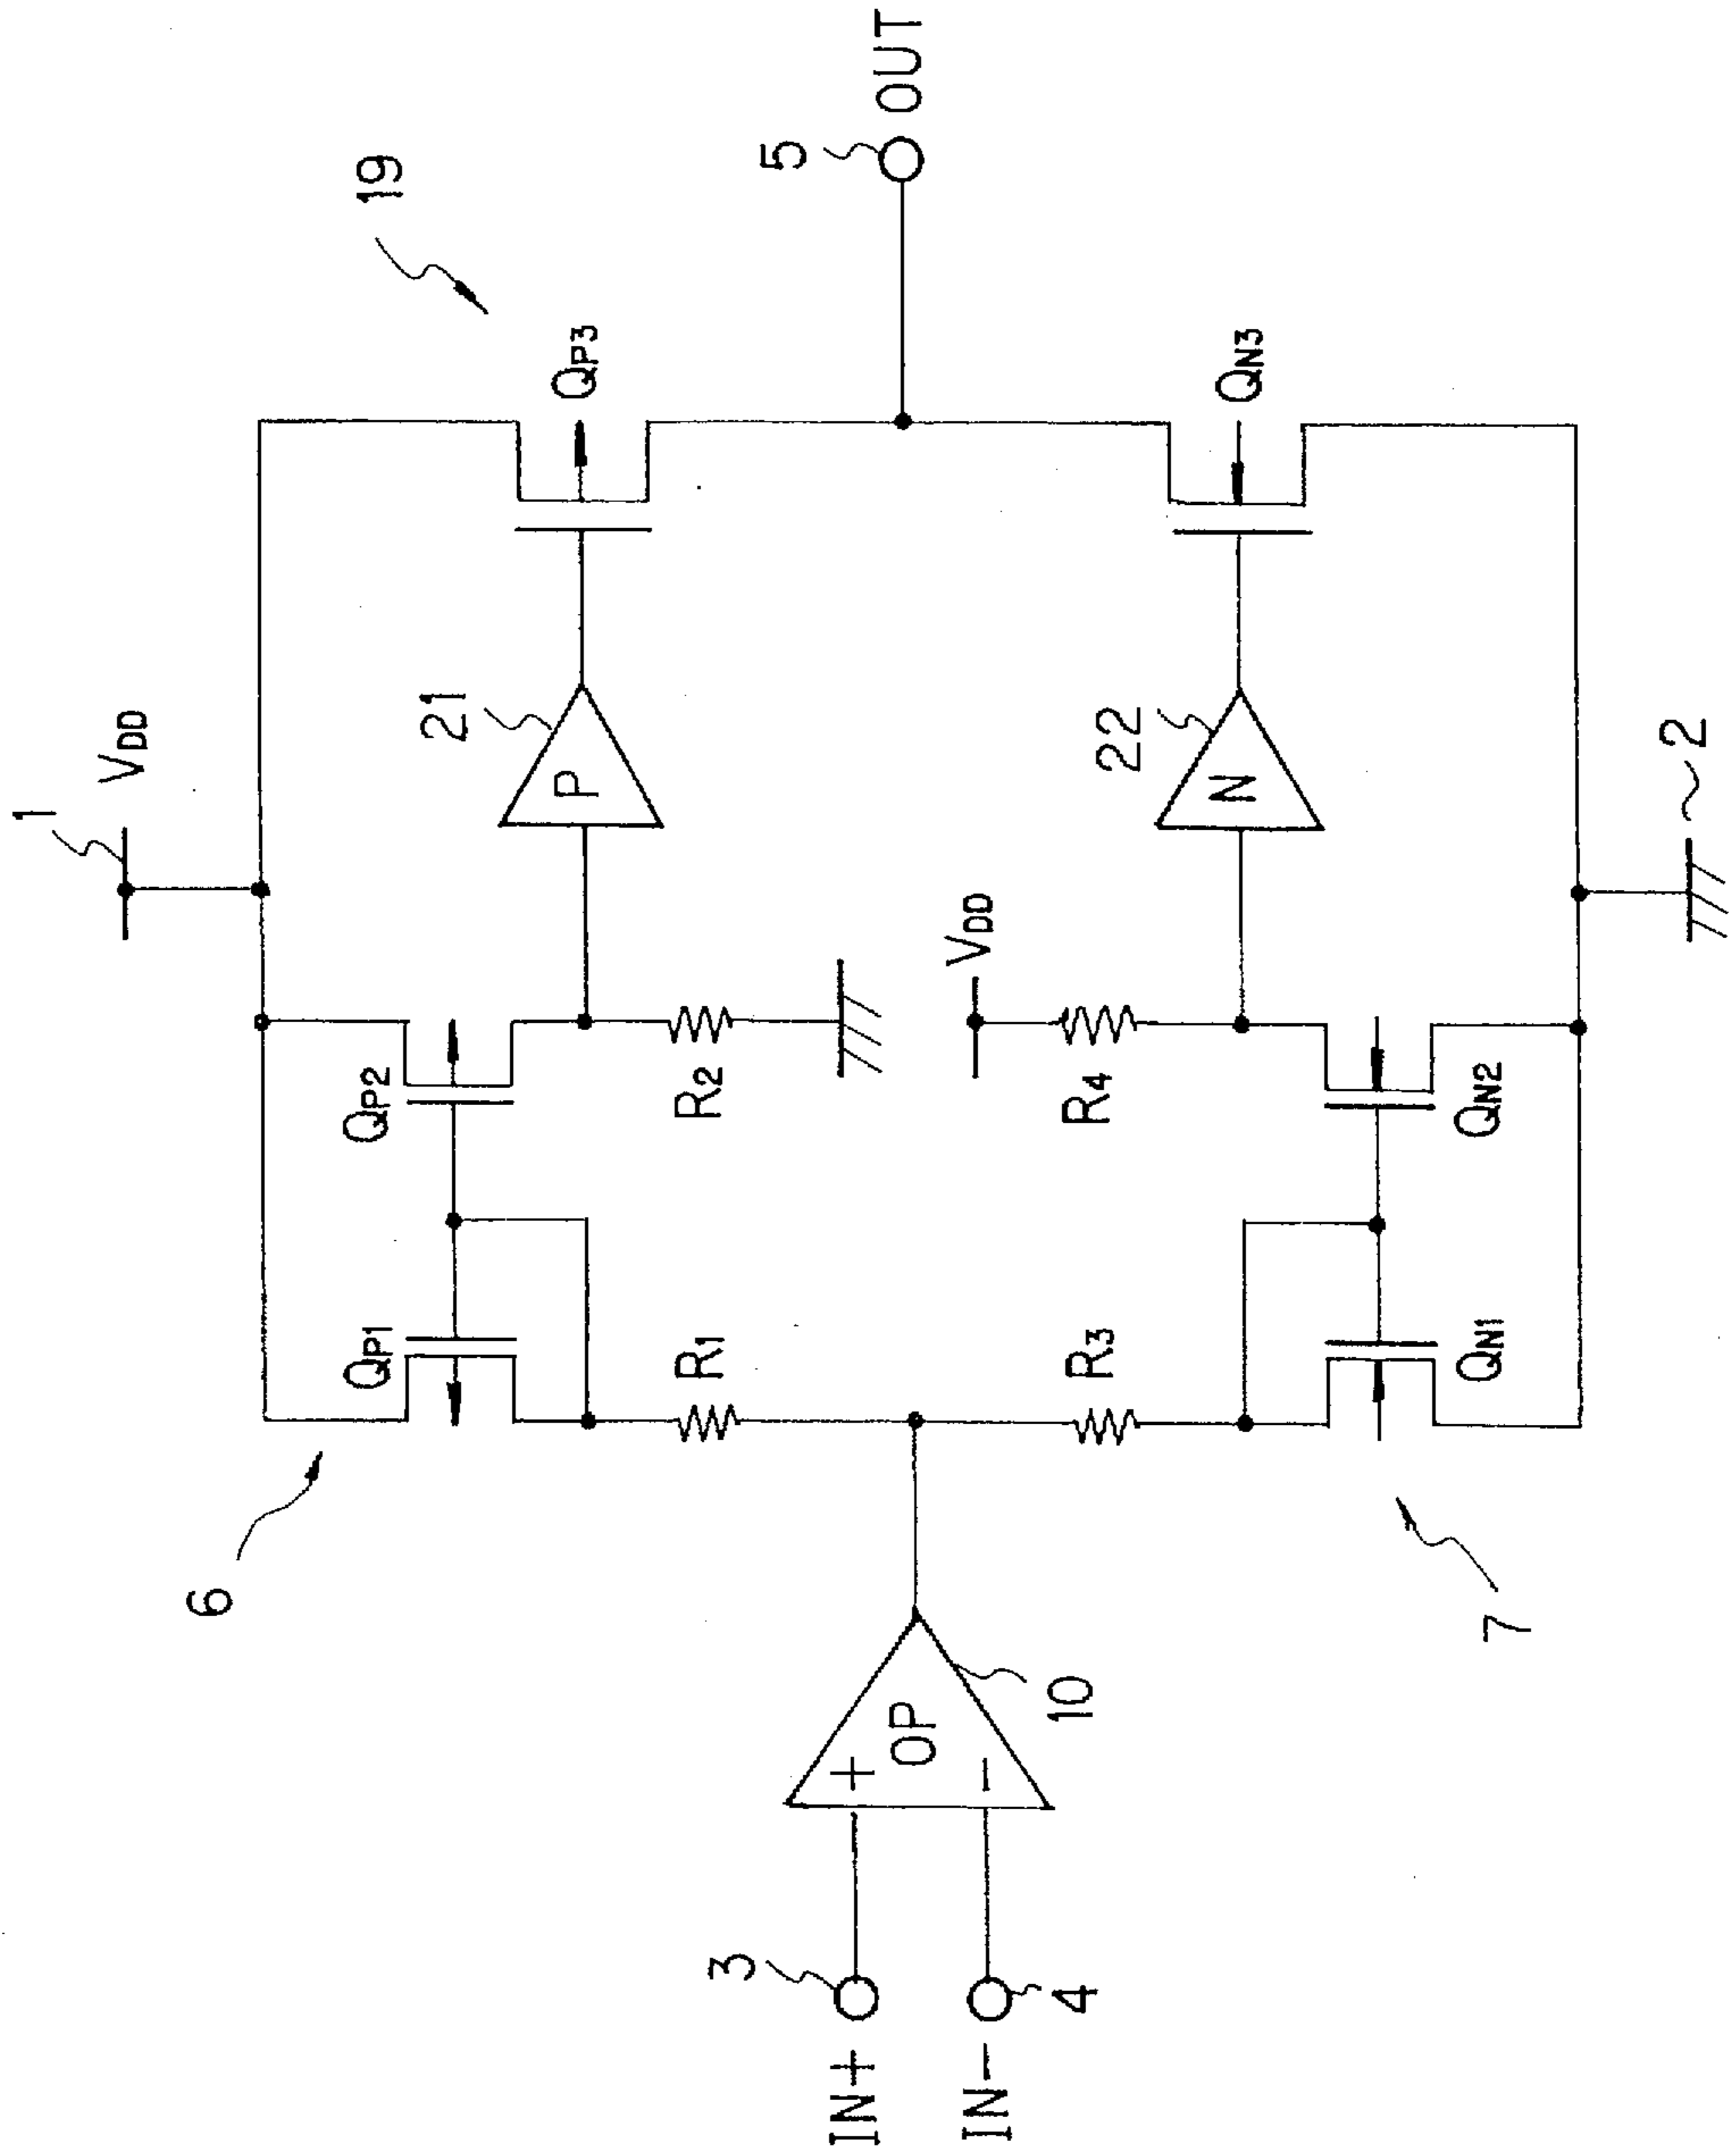 1
VDD
6
QP1
QP2
19
QP3
21
P
R1
R2
3
IN+
+
OP
−
10
IN−
4
5
OUT
VDD
R3
R4
22
N
QN3
QN1
QN2
7
2